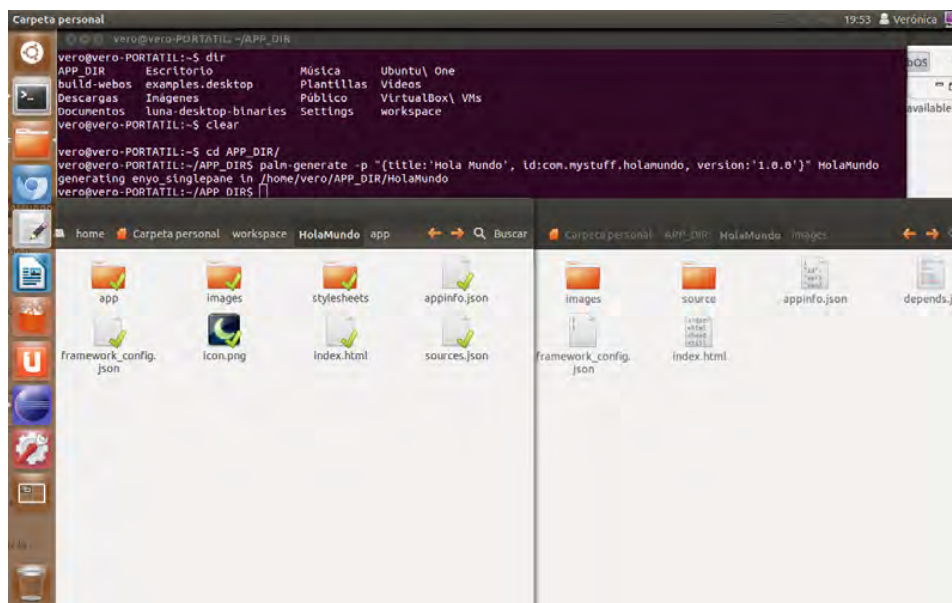 Carpeta personal
19:53 Verónica
vero@vero-PORTATIL: ~/APP_DIR
vero@vero-PORTATIL:~$ dir
APP_DIR Escritorio Música Ubuntu\ One
build-webos examples.desktop Plantillas Vídeos
Descargas Imágenes Público VirtualBox\ VMs
Documentos luna-desktop-binaries Settings workspace
vero@vero-PORTATIL:~$ clear
vero@vero-PORTATIL:~$ cd APP_DIR/
vero@vero-PORTATIL:~/APP_DIR$ palm-generate -p "{title:'Hola Mundo', id:com.mystuff.holamundo, version:'1.0.0'}" HolaMundo
generating enyo_singlepane in /home/vero/APP_DIR/HolaMundo
vero@vero-PORTATIL:~/APP_DIR$
bOS
available
home Carpeta personal workspace HolaMundo app Buscar
Carpeta personal APP_DIR HolaMundo images
app images stylesheets appinfo.json
framework_config.json icon.png index.html sources.json
images source appinfo.json depends.j
framework_config.json index.html